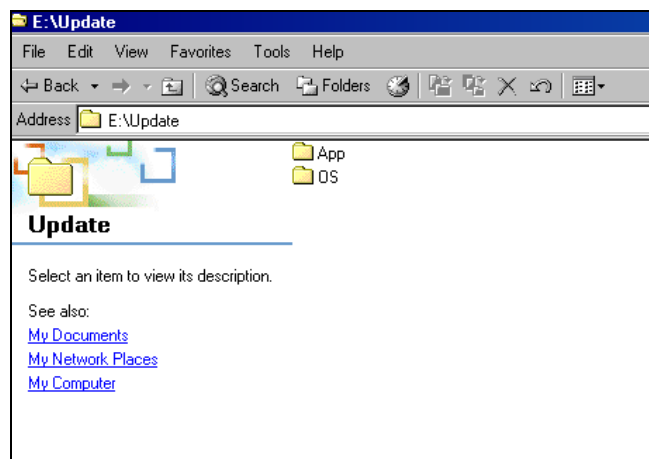 E:\Update
File Edit View Favorites Tools Help
Back Search Folders
Address E:\Update
App
OS
Update
Select an item to view its description.
See also:
My Documents
My Network Places
My Computer